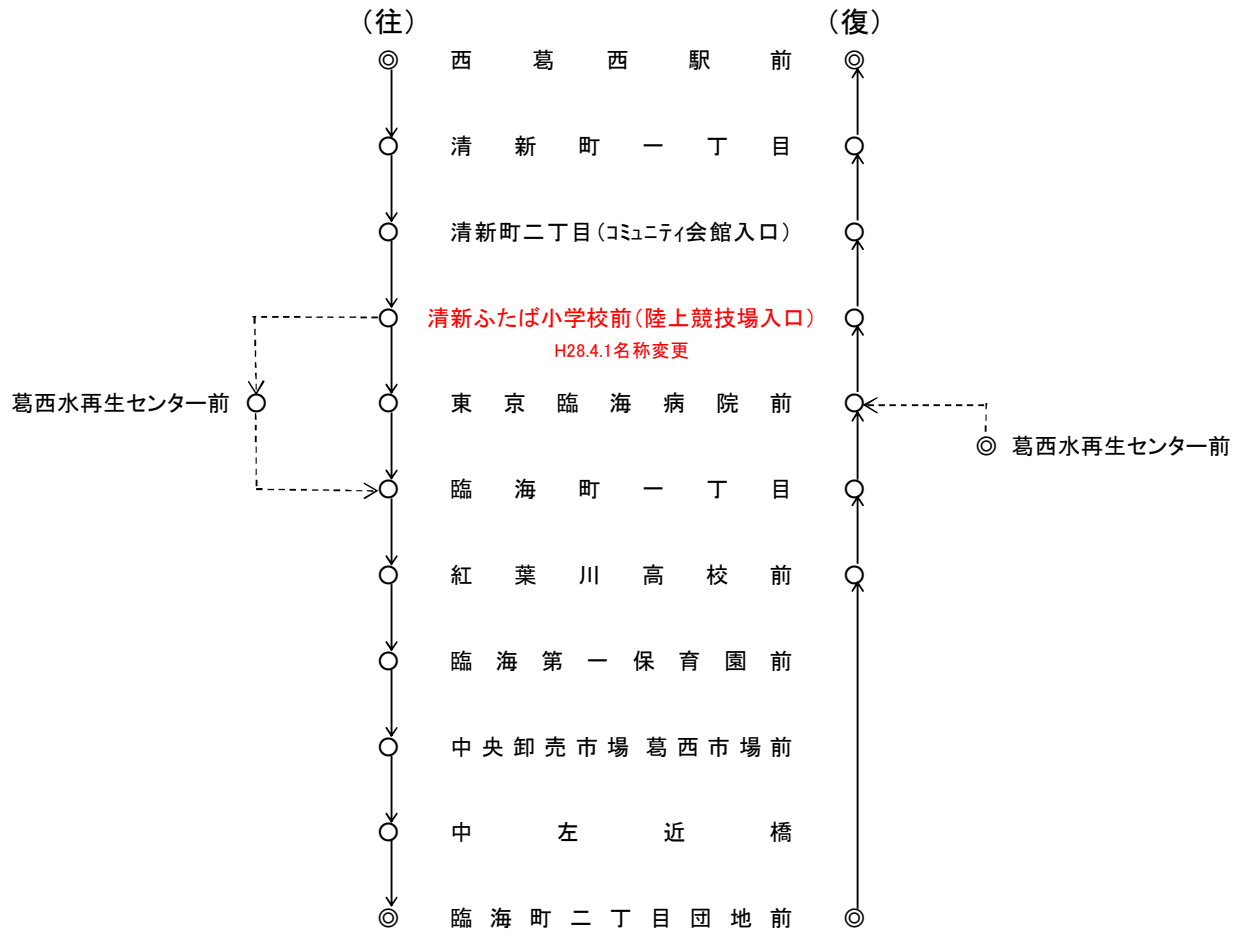 （往）
（復）
西葛西駅前
清新町一丁目
清新町二丁目（ｺﾐｭﾆﾃｨ会館入口）
清新ふたば小学校前（陸上競技場入口）
H28.4.1名称変更
葛西水再生センター前
東京臨海病院前
葛西水再生センター前
臨海町一丁目
紅葉川高校前
臨海第一保育園前
中央卸売市場葛西市場前
中左近橋
臨海町二丁目団地前